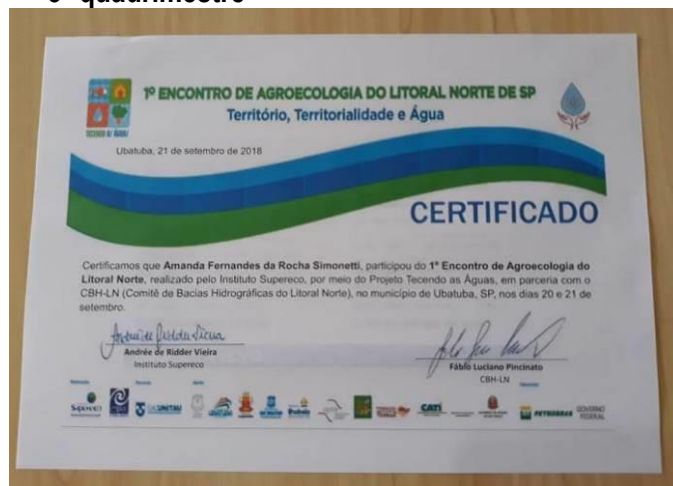 quadrimestre
1º ENCONTRO DE AGROECOLOGIA DO LITORAL NORTE DE SP
Território, Territorialidade e Água
Ubatuba, 21 de setembro de 2018
CERTIFICADO
Certificamos que Amanda Fernandes da Rocha Simonetti, participou do 1º Encontro de Agroecologia do
Litoral Norte, realizado pelo Instituto Supereco, por meio do Projeto Tecendo as Águas, em parceria com o
CBH-LN (Comitê de Bacias Hidrográficas do Litoral Norte), no município de Ubatuba, SP, nos dias 20 e 21 de
setembro.
Andrée de Ridder Vieira
Instituto Supereco
Fábio Luciano Pincinato
CBH-LN
Supereco
UNITAU
CATI
PETROBRAS
GOVERNO
FEDERAL